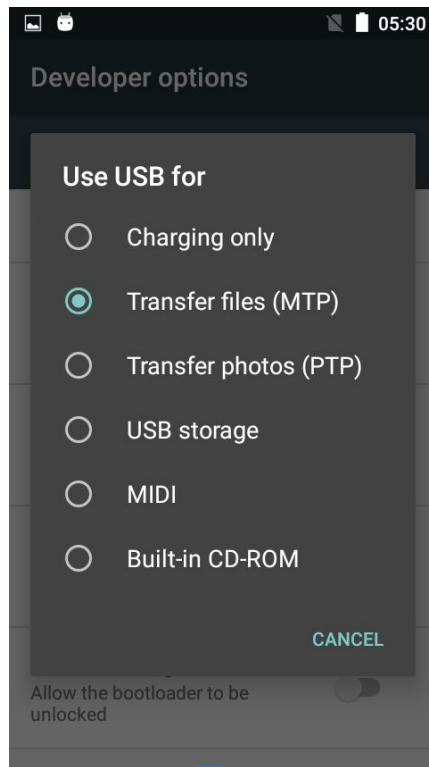 05:30
Developer options
Use USB for
Charging only
Transfer files (MTP)
Transfer photos (PTP)
USB storage
MIDI
Built-in CD-ROM
CANCEL
Allow the bootloader to be
unlocked